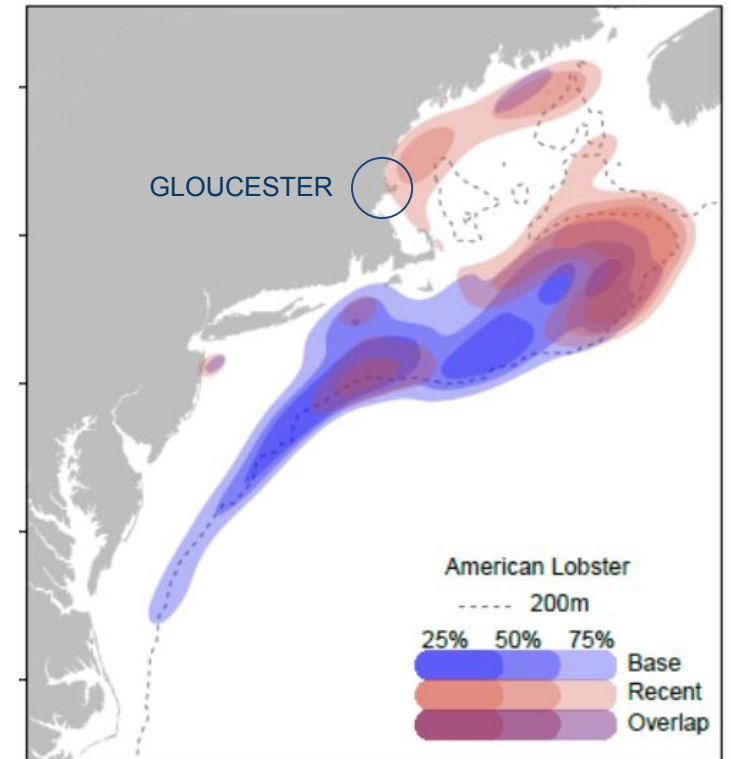 GLOUCESTER
American Lobster
200m
25% 50% 75%
Base
Recent
Overlap